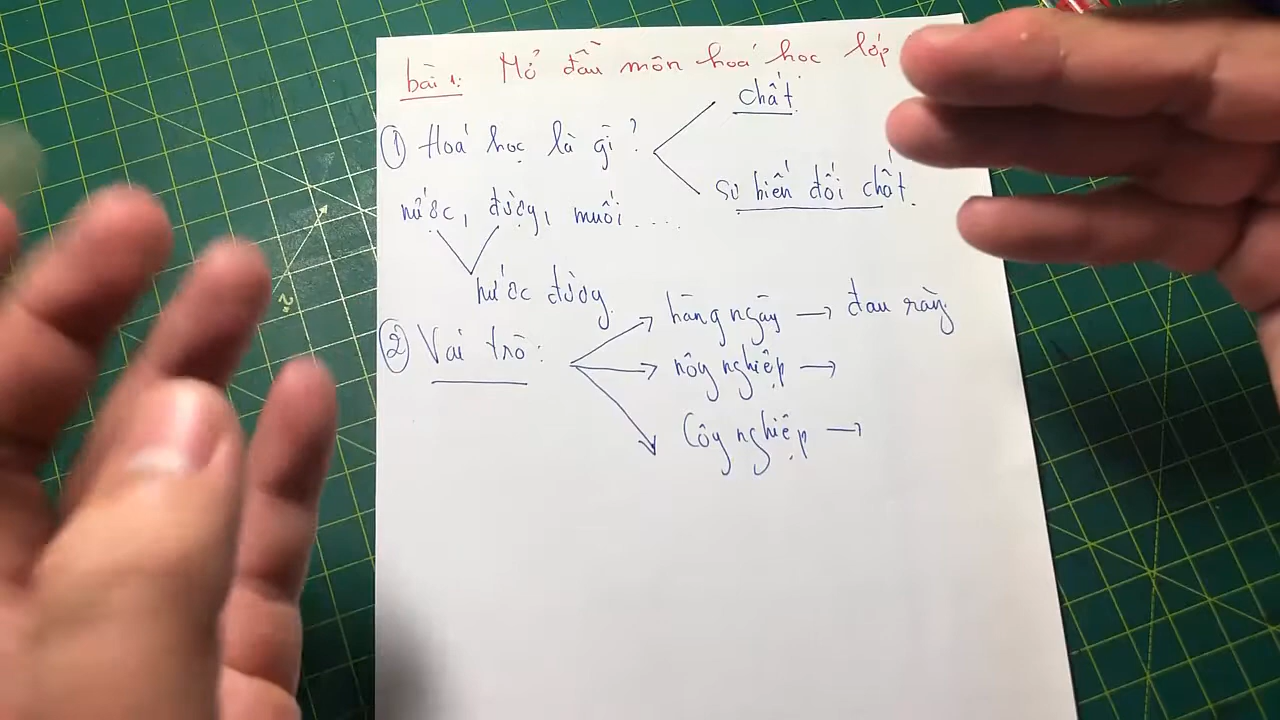 bài 1: Mở đầu môn hoá học lớp
chất.
① Hoá học là gì?
sự biến đổi chất.
nước, đường, muối....
nước đường.
hàng ngày → đau răng
② Vai trò:
nông nghiệp →
Công nghiệp →